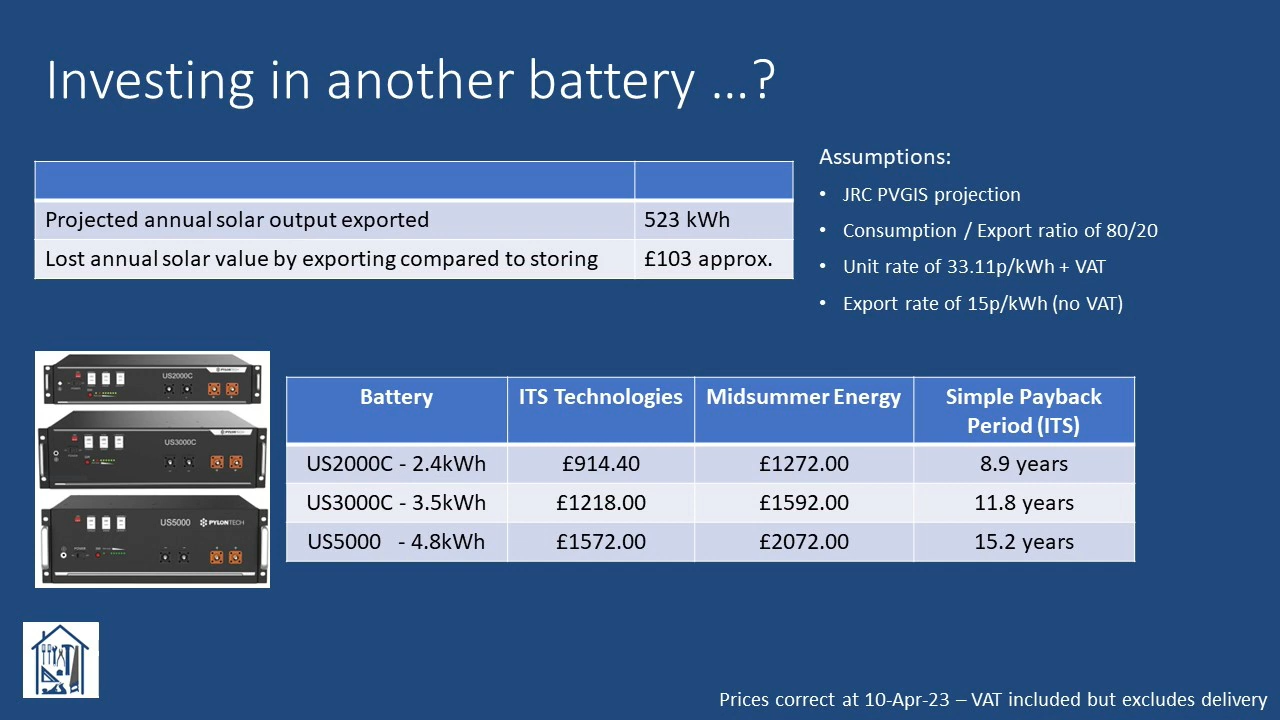 Investing in another battery ...?
Projected annual solar output exported 523 kWh
Lost annual solar value by exporting compared to storing £103 approx.
Assumptions:
• JRC PVGIS projection
• Consumption / Export ratio of 80/20
• Unit rate of 33.11p/kWh + VAT
• Export rate of 15p/kWh (no VAT)
US2000C
US3000C
US5000 PYLONTECH
Battery ITS Technologies Midsummer Energy Simple Payback
Period (ITS)
US2000C - 2.4kWh £914.40 £1272.00 8.9 years
US3000C - 3.5kWh £1218.00 £1592.00 11.8 years
US5000 - 4.8kWh £1572.00 £2072.00 15.2 years
Prices correct at 10-Apr-23 – VAT included but excludes delivery